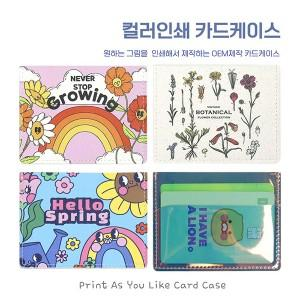 컬러인쇄 카드케이스
원하는 그림을 인쇄해서 제작하는 OEM제작 카드케이스
NEVER
STOP
Growing
BOTANICAL
FLOWER COLLECTION
Hello
Spring
I HAVE
A LION.
Print As You Like Card Case